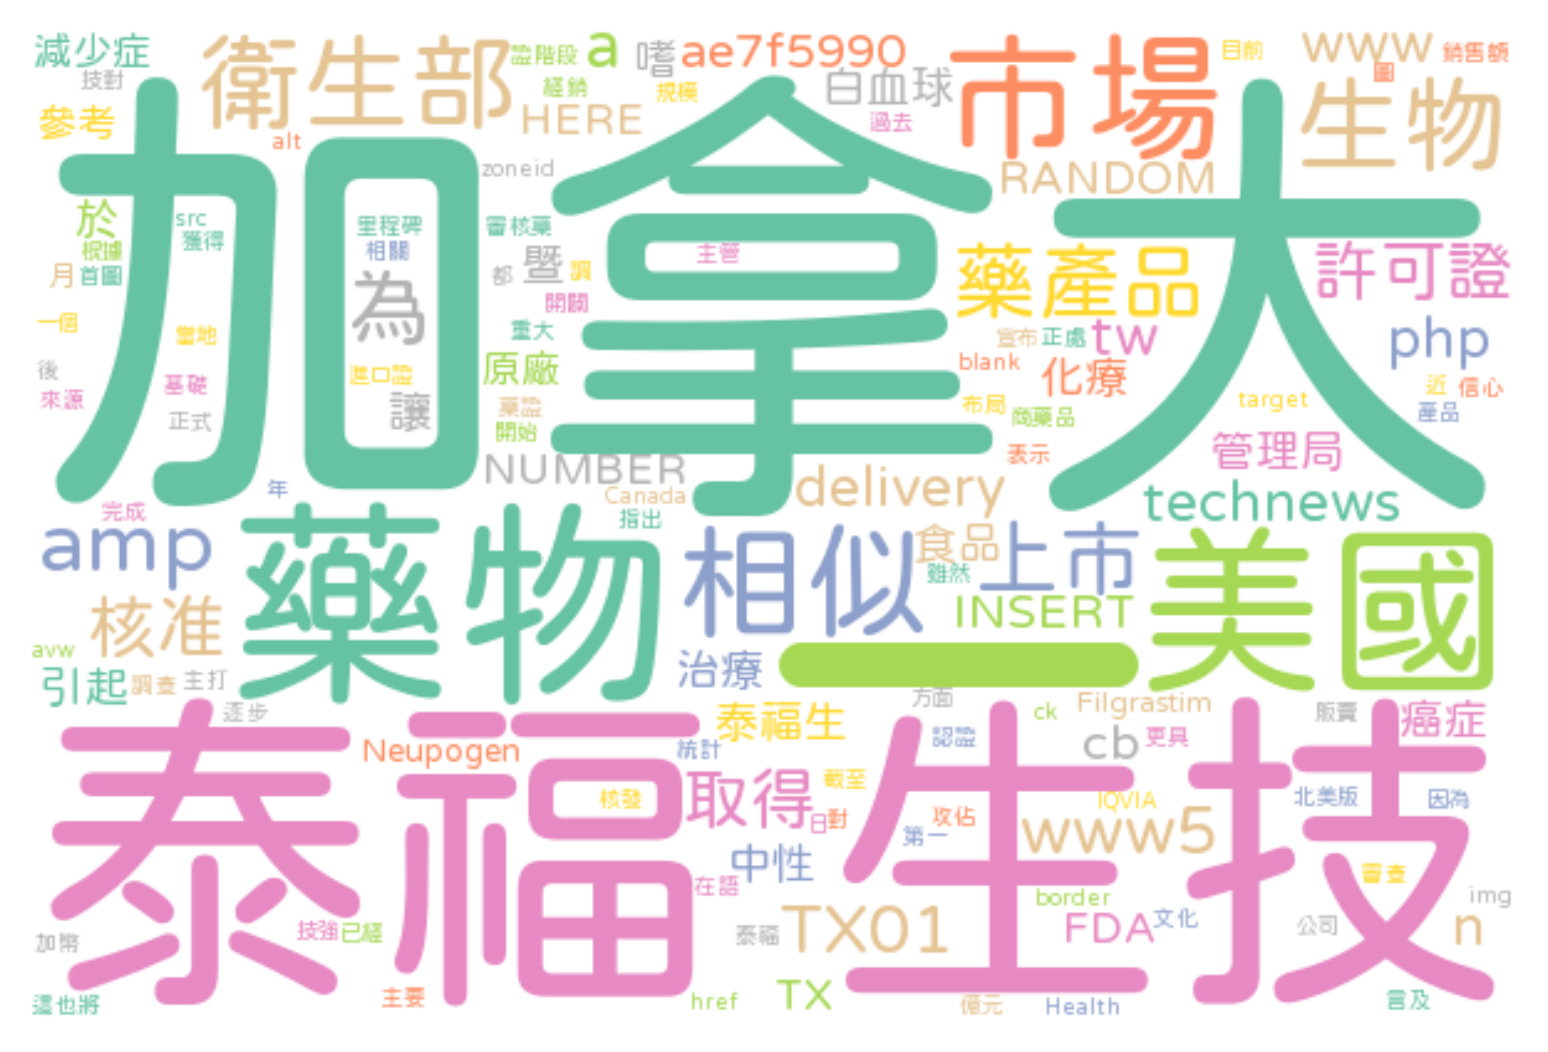 減少症
技對
參考
衛生部
alt
證階段
a
經銷
HERE
嗜
ae7f5990
規模
白血球
過去
市場
目前
www
銷售額
圖
生物
RANDOM
加拿大
zoneid
於
src
獲得
根據
月
首圖
一個
當地
後
來源
基礎
正式
里程碑
相關
為
進口證
讓
審核藥
都
暨
調
開闢
重大
原廠
藥證
開始
主管
藥產品
宣布
正處
tw
blank
化療
布局
商藥品
表示
許可證
php
近
信心
產品
target
管理局
technews
NUMBER
Canada
指出
delivery
年
完成
amp
藥物
相似
食品
雖然
上市
INSERT
美國
一
核准
avw
引起
調查
主打
治療
逐步
方面
ck
Filgrastim
販賣
癌症
泰福生技
Neupogen
統計
泰福生
認證
cb
更具
核發
取得
截至
日
對
攻佔
第一
IQVIA
www5
北美版
因為
中性
在語
審查
border
img
技強
已經
加幣
泰福
TX01
FDA
文化
公司
n
這也將
主要
href
TX
億元
Health
言及